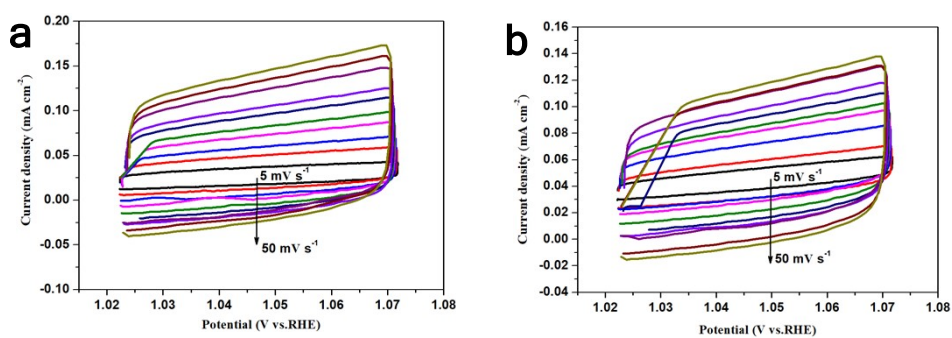 a
0.20
0.15
0.10
0.05
0.00
-0.05
-0.10
Current density (mA cm⁻²)
5 mV s⁻¹
50 mV s⁻¹
1.02 1.03 1.04 1.05 1.06 1.07 1.08
Potential (V vs.RHE)
b
0.16
0.14
0.12
0.10
0.08
0.06
0.04
0.02
0.00
-0.02
-0.04
Current density (mA cm⁻²)
5 mV s⁻¹
50 mV s⁻¹
1.02 1.03 1.04 1.05 1.06 1.07 1.08
Potential (V vs.RHE)